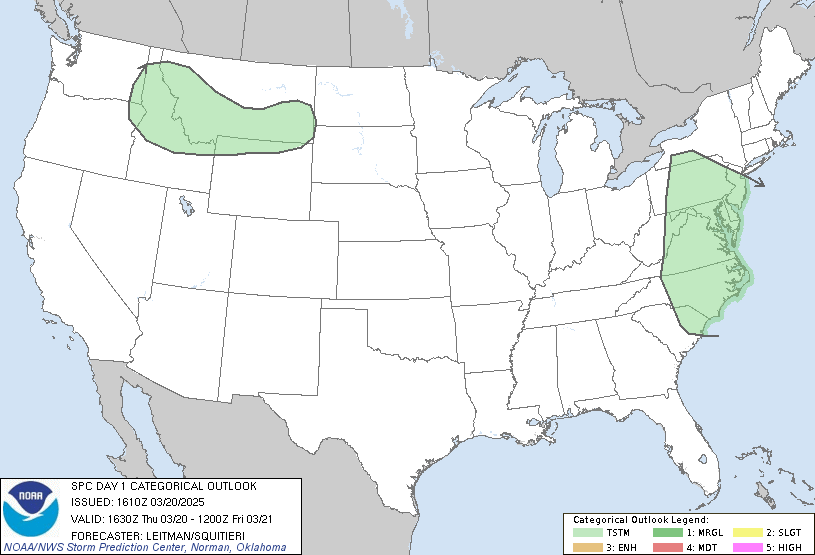 NOAA
SPC DAY 1 CATEGORICAL OUTLOOK
ISSUED: 1610Z 03/20/2025
VALID: 1630Z Thu 03/20 - 1200Z Fri 03/21
FORECASTER: LEITMAN/SQUITIERI
NOAA/NWS Storm Prediction Center, Norman, Oklahoma
Categorical Outlook Legend:
TSTM 1: MRGL 2: SLGT
3: ENH 4: MDT 5: HIGH